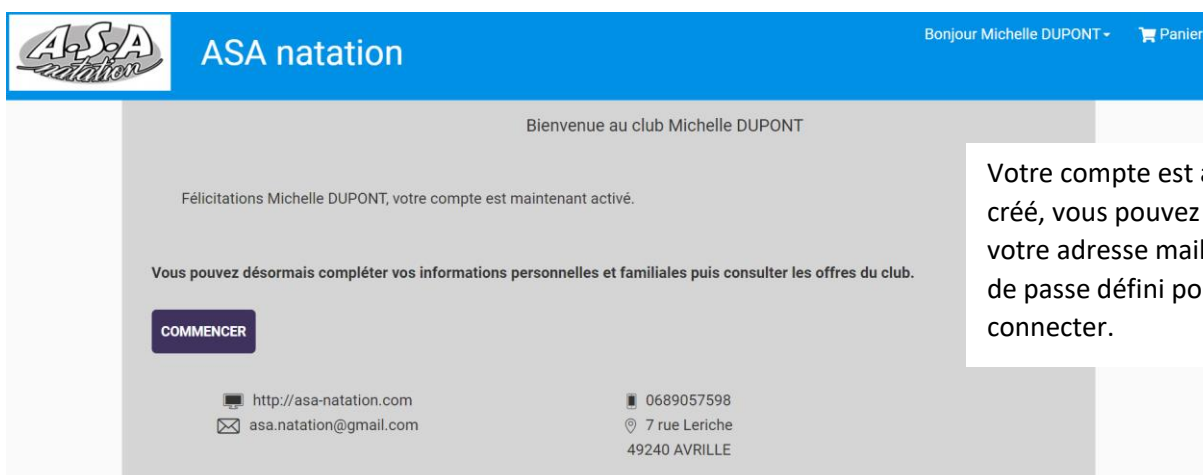 A.S.A
natation
ASA natation
Bonjour Michelle DUPONT
Panier
Bienvenue au club Michelle DUPONT
Félicitations Michelle DUPONT, votre compte est maintenant activé.
Vous pouvez désormais compléter vos informations personnelles et familiales puis consulter les offres du club.
COMMENCER
http://asa-natation.com
asa.natation@gmail.com
0689057598
7 rue Leriche
49240 AVRILLE
Votre compte est
créé, vous pouvez
votre adresse mail
de passe défini
connecter.